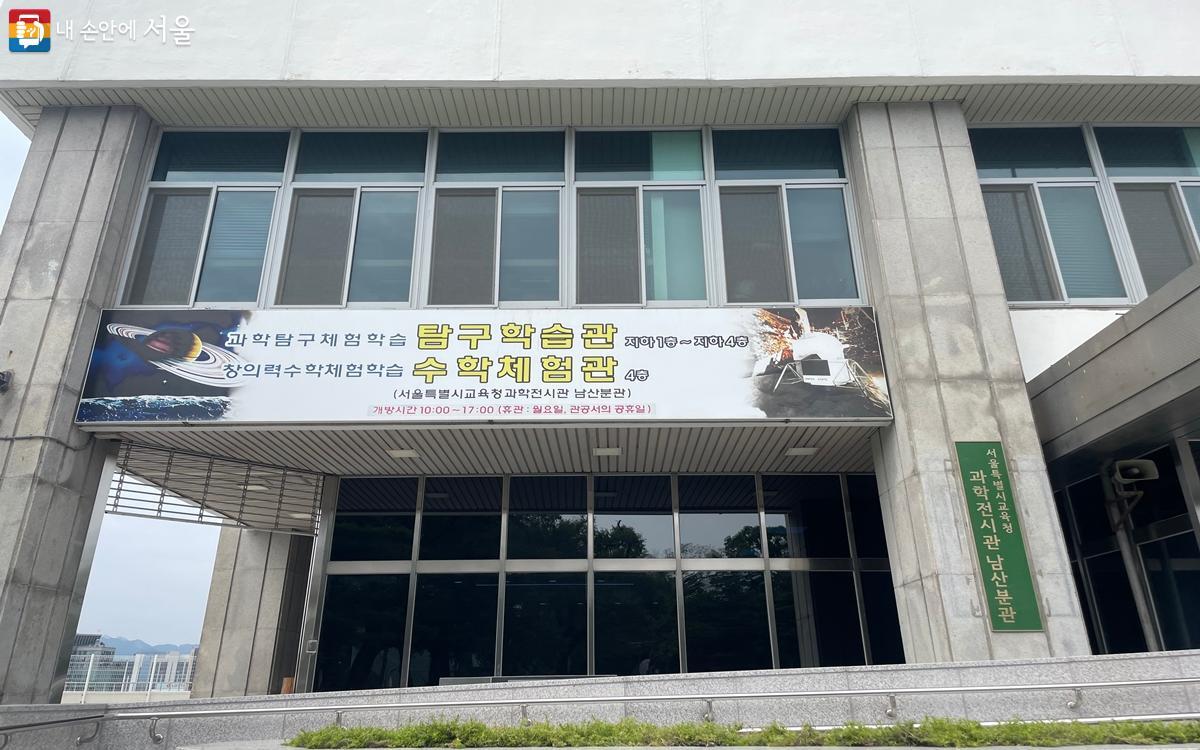 내 손안에 서울
과학탐구체험학습 탐구학습관 지하1층~지하4층
창의력수학체험학습 수학체험관 4층
(서울특별시교육청과학전시관 남산분관)
개방시간 10:00~17:00 (휴관 : 월요일, 관공서의 공휴일)
서울특별시교육청
과학전시관 남산분관